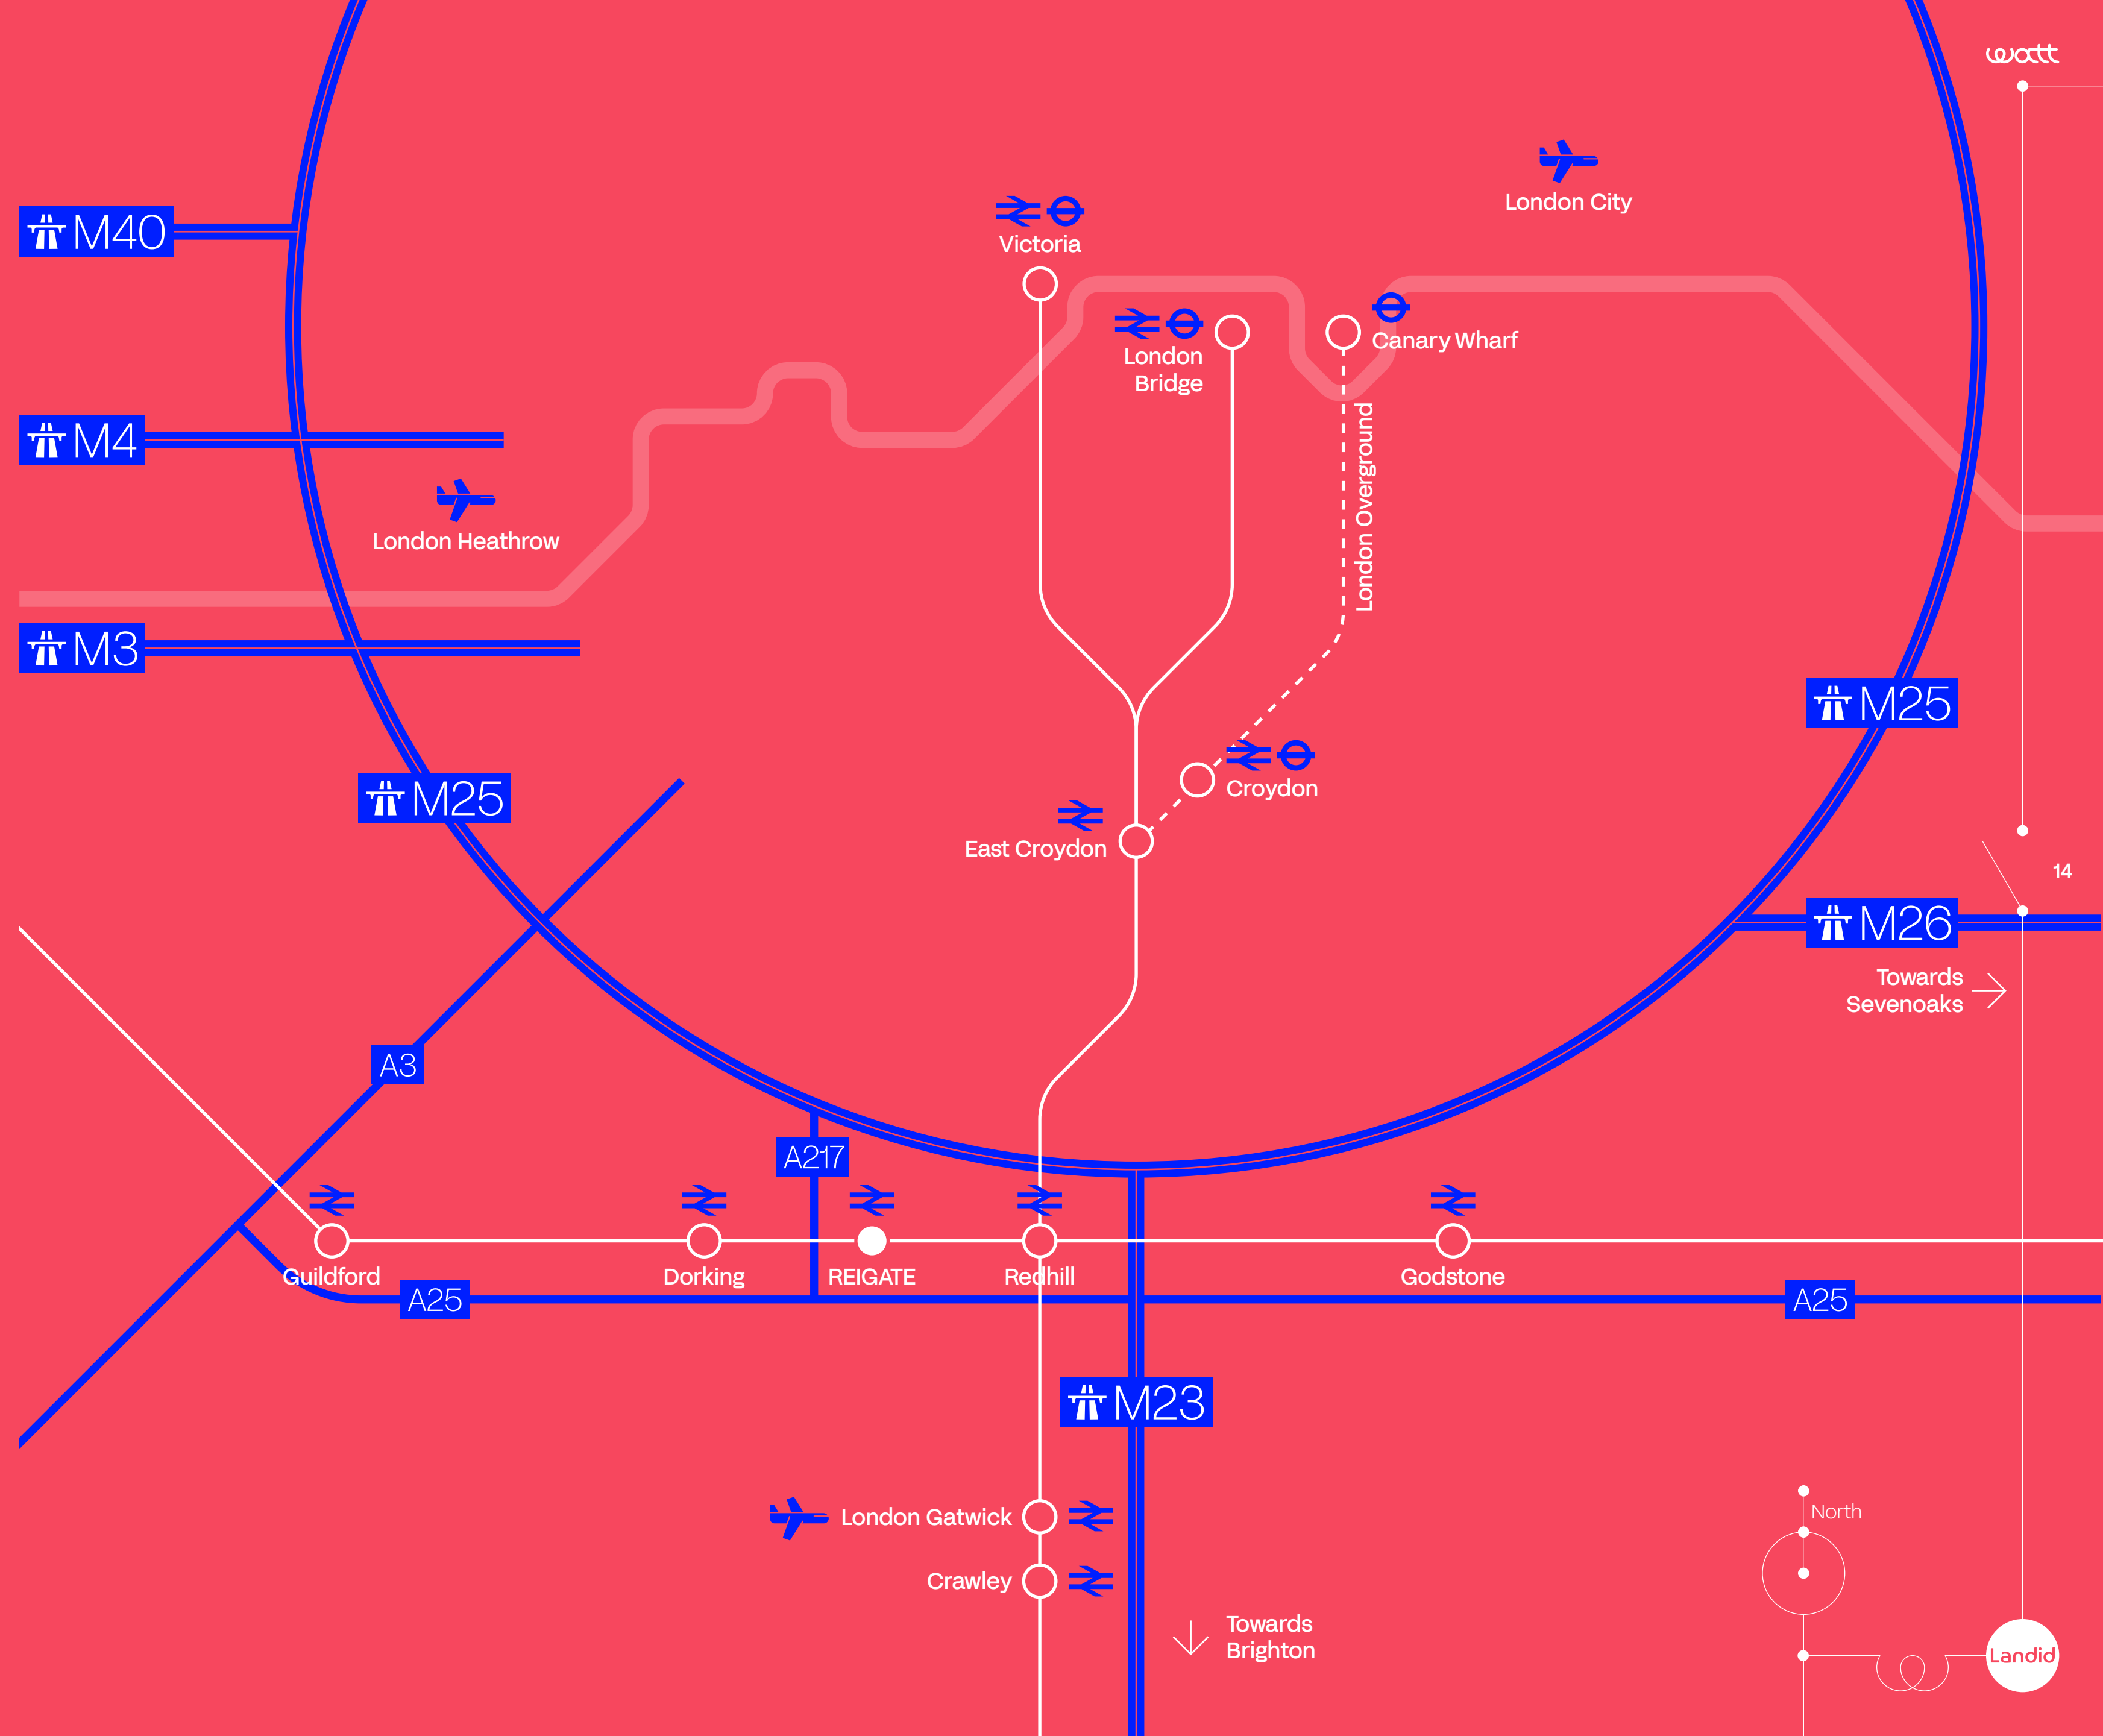 watt
London City
M40
Victoria
London
Bridge
Canary Wharf
London Overground
M4
London Heathrow
M3
M25
M25
Croydon
East Croydon
14
M26
Towards
Sevenoaks
A3
A217
Guildford
Dorking
REIGATE
Redhill
Godstone
A25
A25
M23
London Gatwick
North
Crawley
Towards
Brighton
Landid